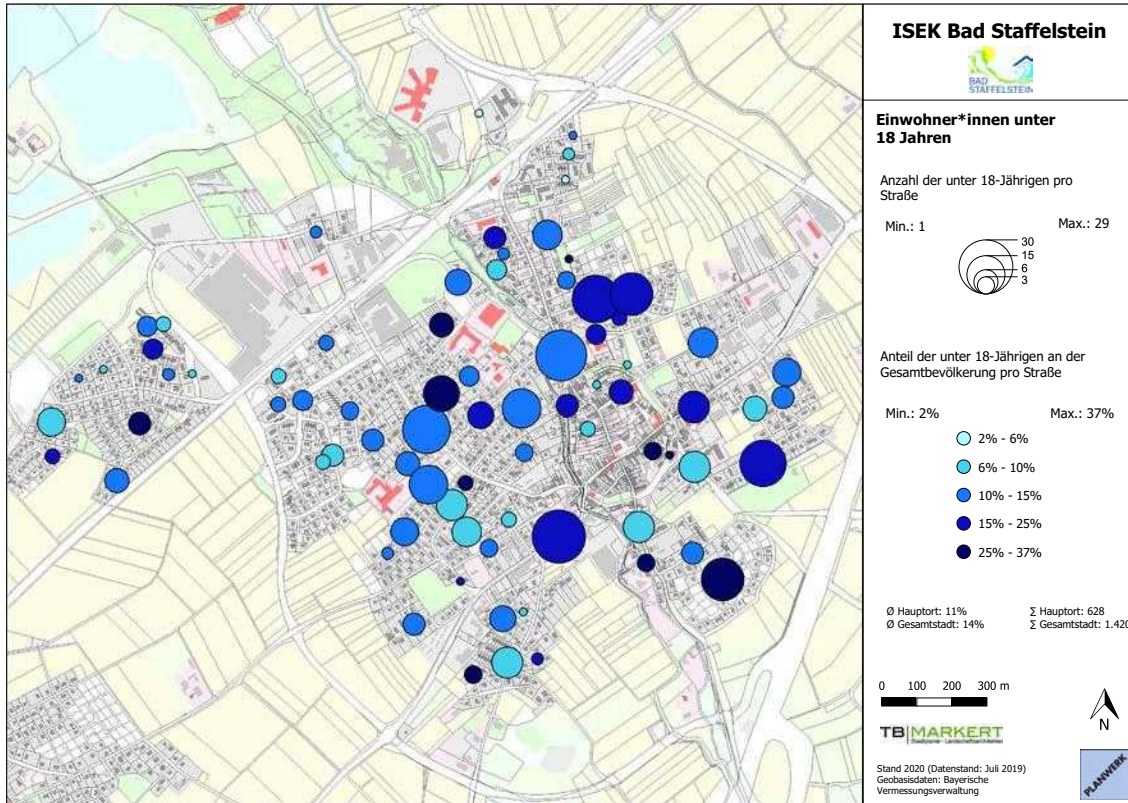 ISEK Bad Staffelstein
BAD
STAFFELSTEIN
Einwohner*innen unter
18 Jahren
Anzahl der unter 18-Jährigen pro
Straße
Min.: 1 Max.: 29
30
15
6
3
Anteil der unter 18-Jährigen an der
Gesamtbevölkerung pro Straße
Min.: 2% Max.: 37%
2% - 6%
6% - 10%
10% - 15%
15% - 25%
25% - 37%
Ø Hauptort: 11% Σ Hauptort: 628
Ø Gesamtstadt: 14% Σ Gesamtstadt: 1.420
0 100 200 300 m
N
TB|MARKERT
Stadtplaner · Landschaftsarchitekten
Stand 2020 (Datenstand: Juli 2019)
Geobasisdaten: Bayerische
Vermessungsverwaltung
PLANWERK